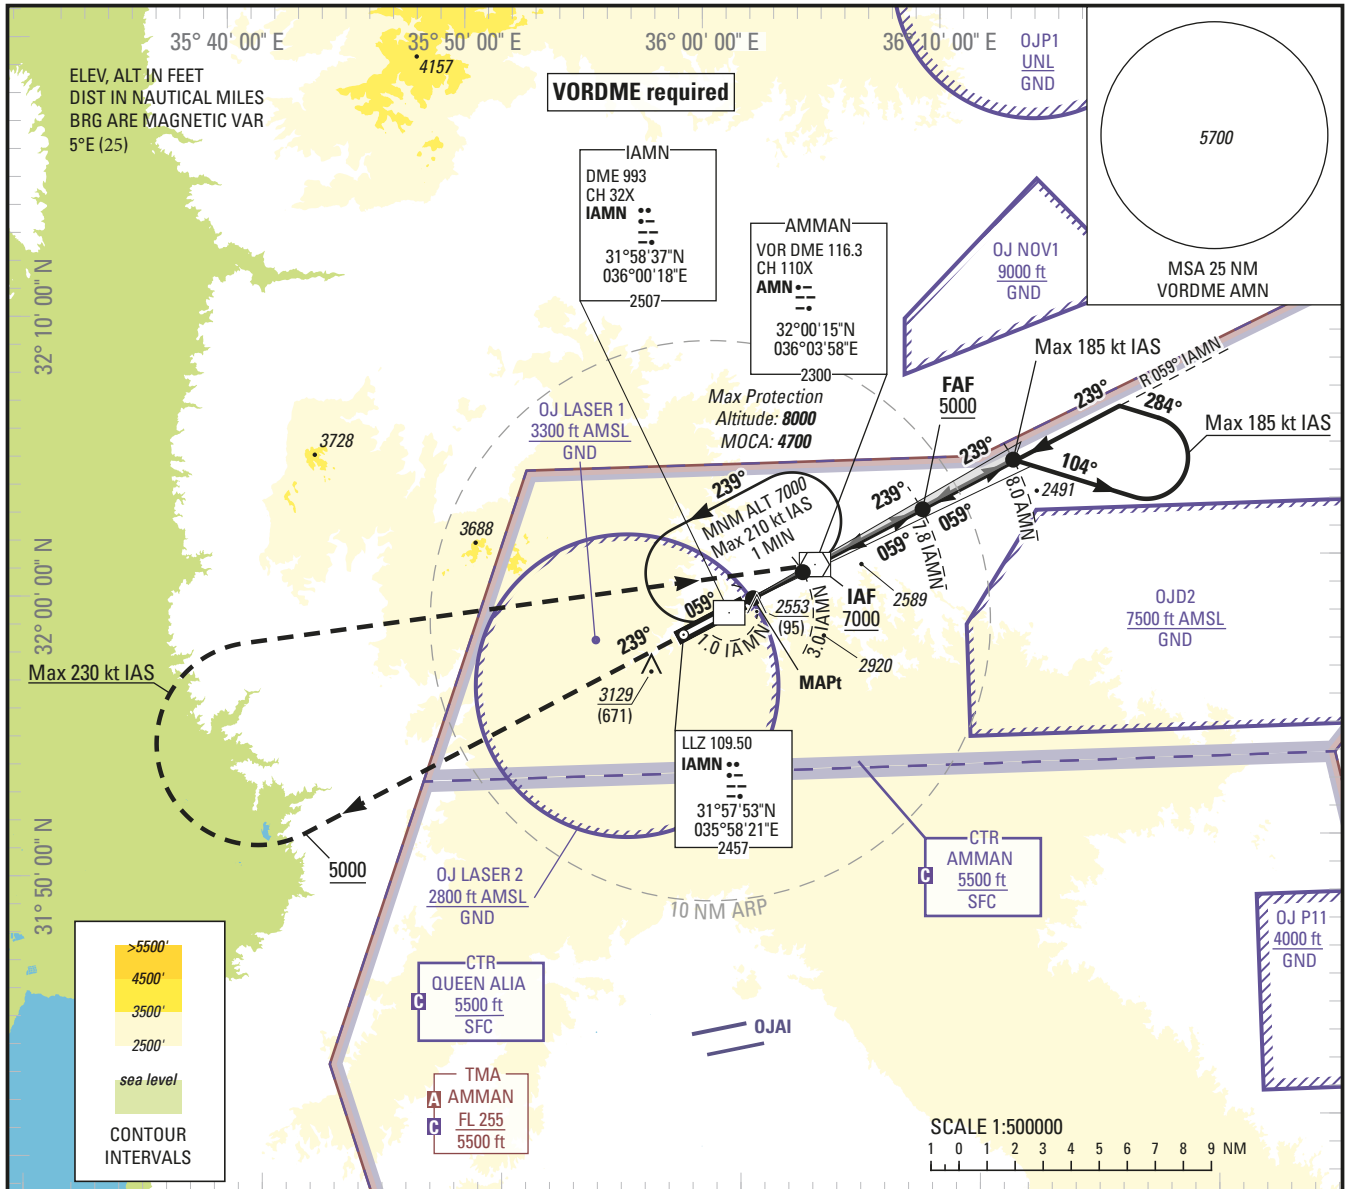 35° 40' 00" E
35° 50' 00" E
36° 00' 00" E
36° 10' 00" E
ELEV, ALT IN FEET
DIST IN NAUTICAL MILES
BRG ARE MAGNETIC VAR
5°E (25)
4157
VORDME required
OJP1
UNL
GND
5700
MSA 25 NM
VORDME AMN
IAMN
DME 993
CH 32X
IAMN
31°58'37"N
036°00'18"E
2507
AMMAN
VOR DME 116.3
CH 110X
AMN
32°00'15"N
036°03'58"E
2300
OJ NOV1
9000 ft
GND
32° 10' 00" N
Max 185 kt IAS
R 059° IAMN
239°
284°
Max 185 kt IAS
FAF
5000
Max Protection
Altitude: 8000
MOCA: 4700
OJ LASER 1
3300 ft AMSL
GND
3728
239°
104°
8.0 AMN
2491
239°
MNM ALT 7000
Max 210 kt IAS
1 MIN
239°
059°
059°
7.8 IAMN
3688
2589
IAF
7000
OJD2
7500 ft AMSL
GND
32° 00' 00" N
059°
2553
(95)
3.0 IAMN
1.0 IAMN
239°
2920
MAPt
Max 230 kt IAS
3129
(671)
LLZ 109.50
IAMN
31°57'53"N
035°58'21"E
2457
31° 50' 00" N
5000
OJ LASER 2
2800 ft AMSL
GND
10 NM ARP
CTR
AMMAN
5500 ft
SFC
C
OJ P11
4000 ft
GND
>5500'
4500'
3500'
2500'
sea level
CONTOUR
INTERVALS
CTR
QUEEN ALIA
5500 ft
SFC
C
OJAI
TMA
AMMAN
FL 255
5500 ft
A
C
SCALE 1:500000
1 0 1 2 3 4 5 6 7 8 9 NM